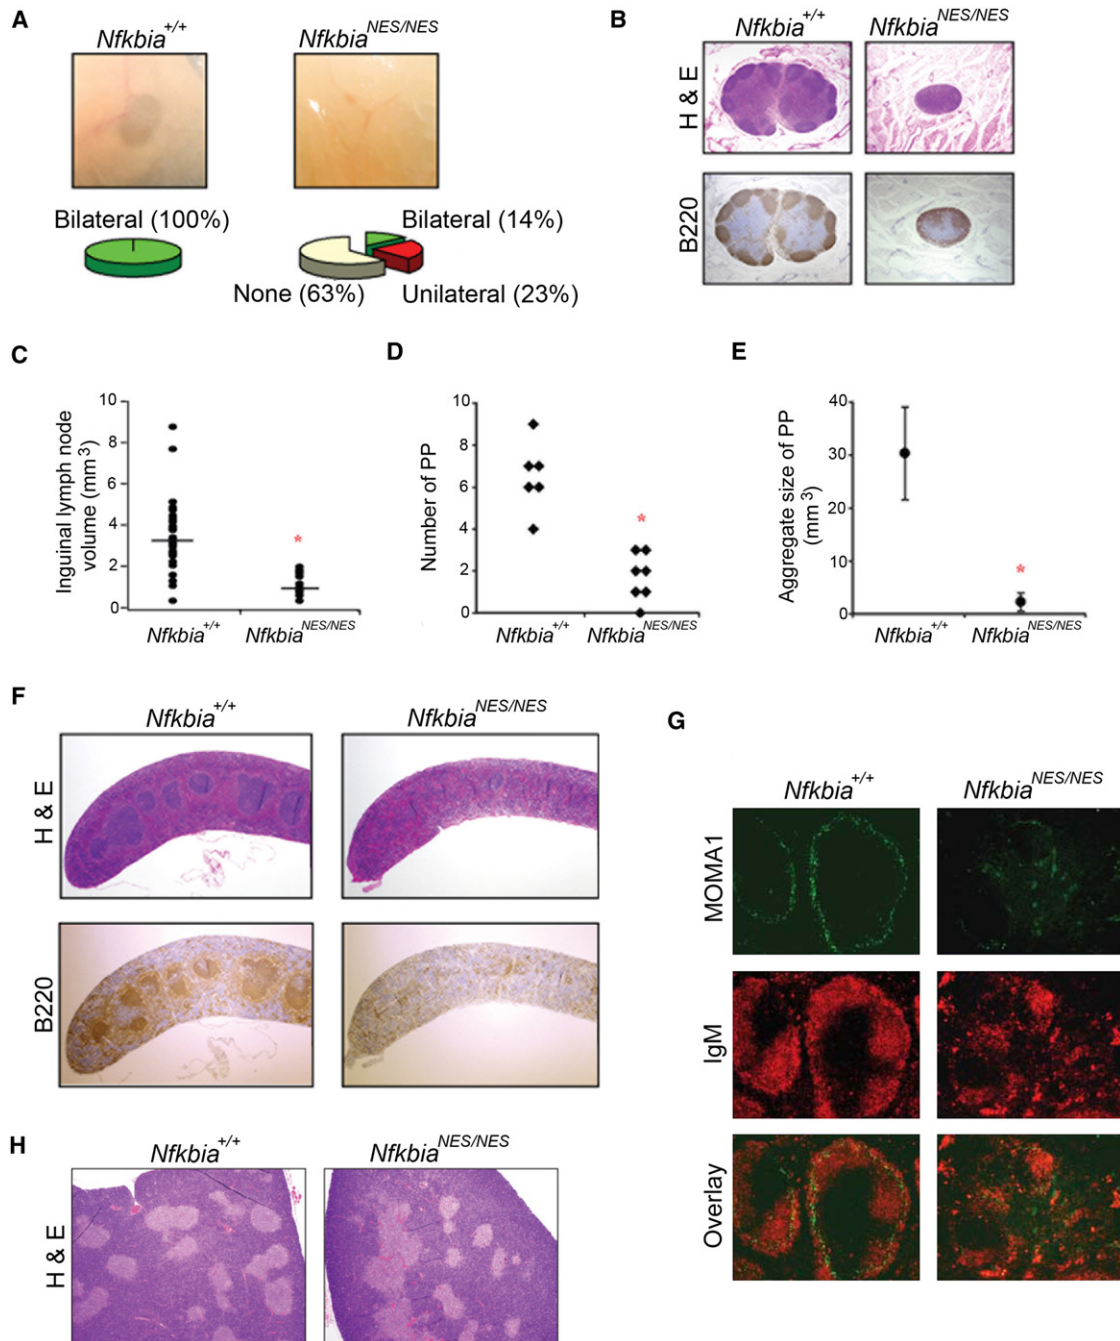 A
Nfkbia+/+
NfkbiaNES/NES
Bilateral (100%)
Bilateral (14%)
None (63%)
Unilateral (23%)
B
Nfkbia+/+
NfkbiaNES/NES
H & E
B220
C
Inguinal lymph node
volume (mm3)
10
8
6
4
2
0
*
Nfkbia+/+
NfkbiaNES/NES
D
Number of PP
10
8
6
4
2
0
*
Nfkbia+/+
NfkbiaNES/NES
E
Aggregate size of PP
(mm3)
40
30
20
10
0
*
Nfkbia+/+
NfkbiaNES/NES
F
Nfkbia+/+
NfkbiaNES/NES
H & E
B220
G
Nfkbia+/+
NfkbiaNES/NES
MOMA1
IgM
Overlay
H
Nfkbia+/+
NfkbiaNES/NES
H & E